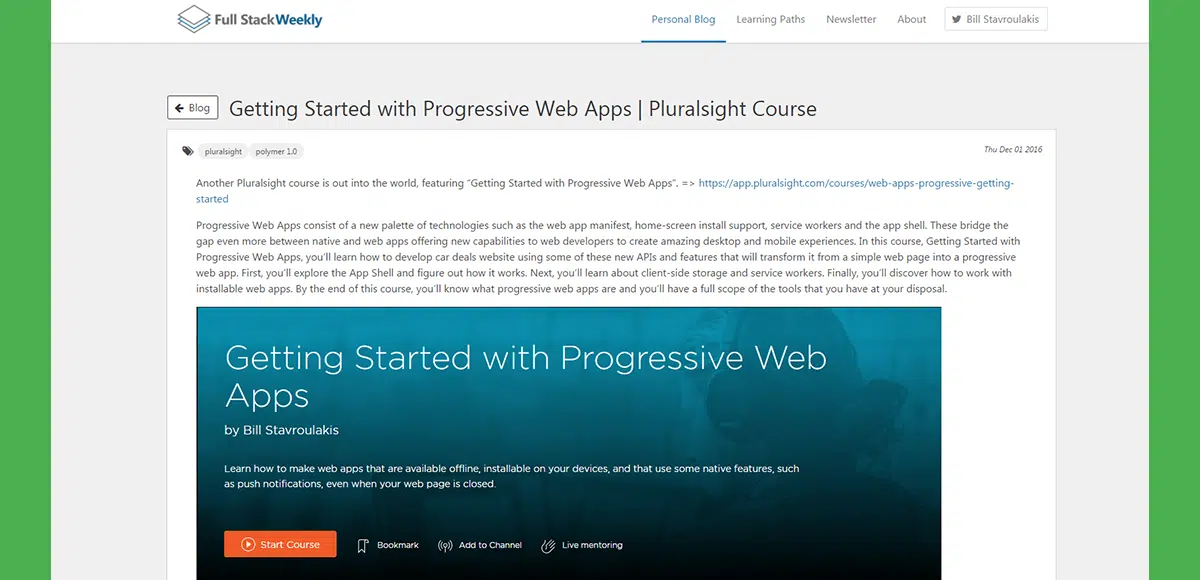 Full StackWeekly
Personal Blog
Learning Paths
Newsletter
About
Bill Stavroulakis
Blog
Getting Started with Progressive Web Apps | Pluralsight Course
pluralsight
polymer 1.0
Thu Dec 01 2016
Another Pluralsight course is out into the world, featuring "Getting Started with Progressive Web Apps". => https://app.pluralsight.com/courses/web-apps-progressive-getting-
started
Progressive Web Apps consist of a new palette of technologies such as the web app manifest, home-screen install support, service workers and the app shell. These bridge the
gap even more between native and web apps offering new capabilities to web developers to create amazing desktop and mobile experiences. In this course, Getting Started with
Progressive Web Apps, you'll learn how to develop car deals website using some of these new APIs and features that will transform it from a simple web page into a progressive
web app. First, you'll explore the App Shell and figure out how it works. Next, you'll learn about client-side storage and service workers. Finally, you'll discover how to work with
installable web apps. By the end of this course, you'll know what progressive web apps are and you'll have a full scope of the tools that you have at your disposal.
Getting Started with Progressive Web
Apps
by Bill Stavroulakis
Learn how to make web apps that are available offline, installable on your devices, and that use some native features, such
as push notifications, even when your web page is closed.
Start Course
Bookmark
Add to Channel
Live mentoring